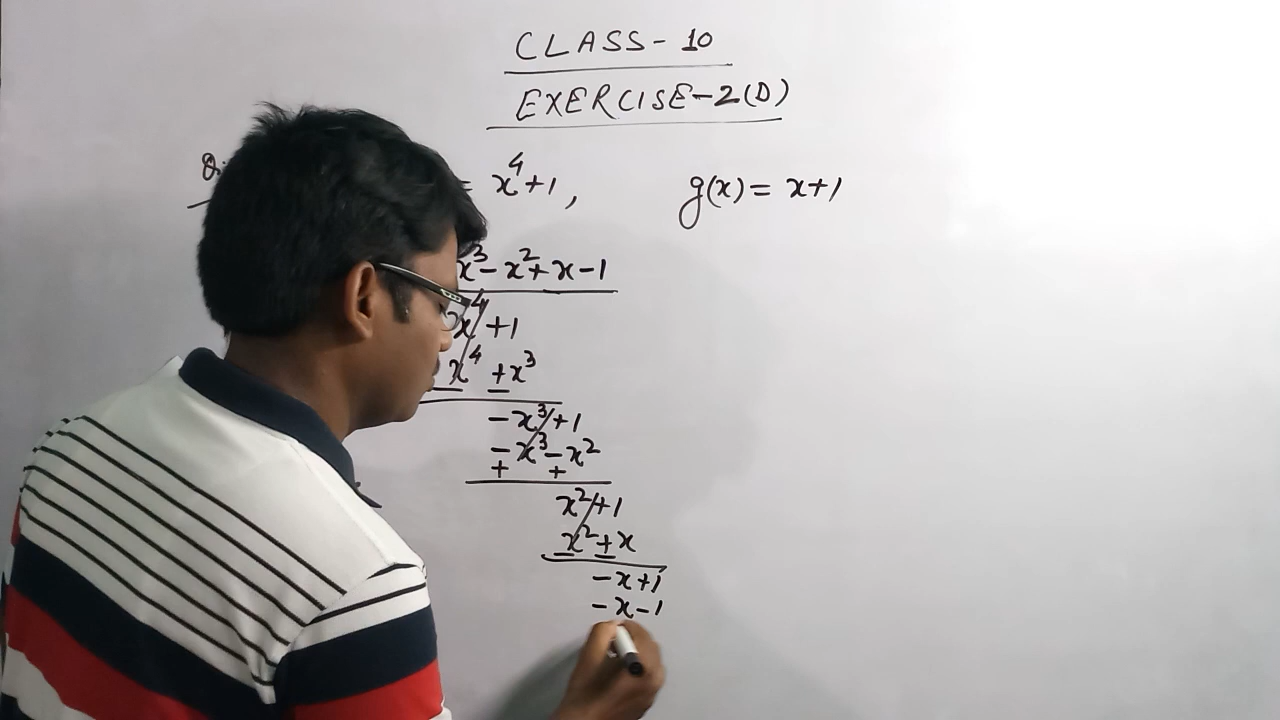 CLASS-10
EXERCISE-2(D)
= x⁴+1, g(x) = x+1
x³-x²+x-1
x⁴+1
x⁴+x³
- -
-x³+1
-x³-x²
+ +
x²+1
x²+x
- -
-x+1
-x-1